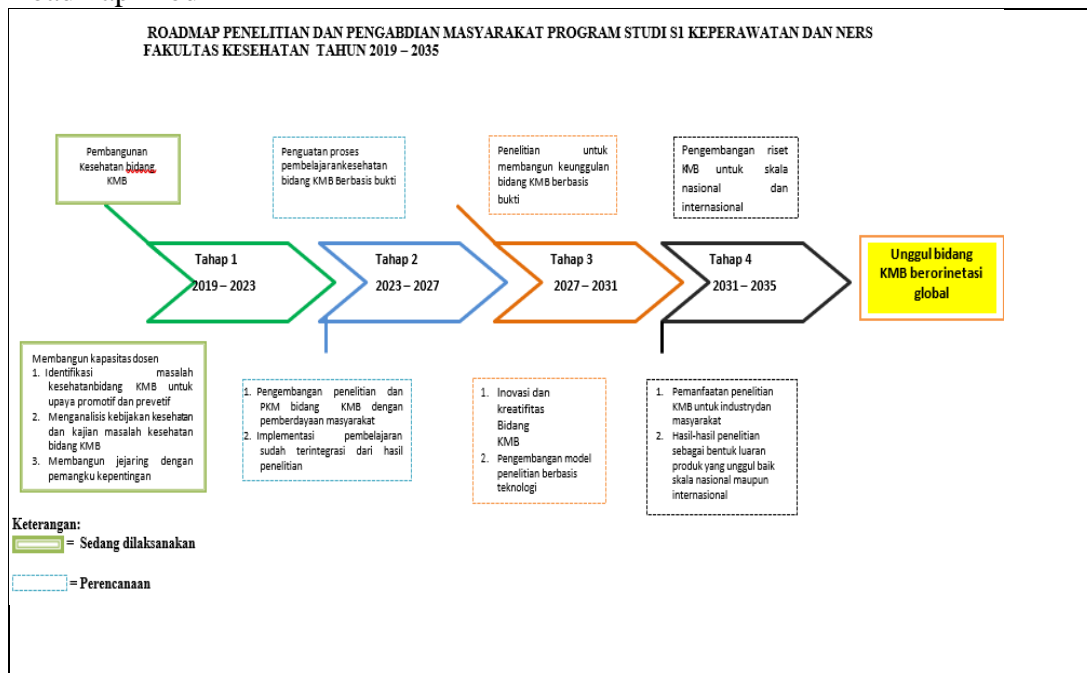 ROADMAP PENELITIAN DAN PENGABDIAN MASYARAKAT PROGRAM STUDI S1 KEPERAWATAN DAN NERS
FAKULTAS KESEHATAN TAHUN 2019 – 2035
Pembangunan
Kesehatan bidang
KMB
Penguatan proses
pembelajarankesehatan
bidang KMB Berbasis bukti
Penelitian untuk
membangun keunggulan
bidang KMB berbasis
bukti
Pengembangan riset
KMB untuk skala
nasional dan
internasional
Tahap 1
2019 – 2023
Tahap 2
2023 – 2027
Tahap 3
2027 – 2031
Tahap 4
2031 – 2035
Unggul bidang
KMB berorinetasi
global
Membangun kapasitas dosen
1. Identifikasi masalah
kesehatanbidang KMB untuk
upaya promotif dan prevetif
2. Menganalisis kebijakan kesehatan
dan kajian masalah kesehatan
bidang KMB
3. Membangun jejaring dengan
pemangku kepentingan
1. Pengembangan penelitian dan
PKM bidang KMB dengan
pemberdayaan masyarakat
2. Implementasi pembelajaran
sudah terintegrasi dari hasil
penelitian
1. Inovasi dan
kreatifitas
Bidang
KMB
2. Pengembangan model
penelitian berbasis
teknologi
1. Pemanfaatan penelitian
KMB untuk industrydan
masyarakat
2. Hasil-hasil penelitian
sebagai bentuk luaran
produk yang unggul baik
skala nasional maupun
internasional
Keterangan:
= Sedang dilaksanakan
= Perencanaan